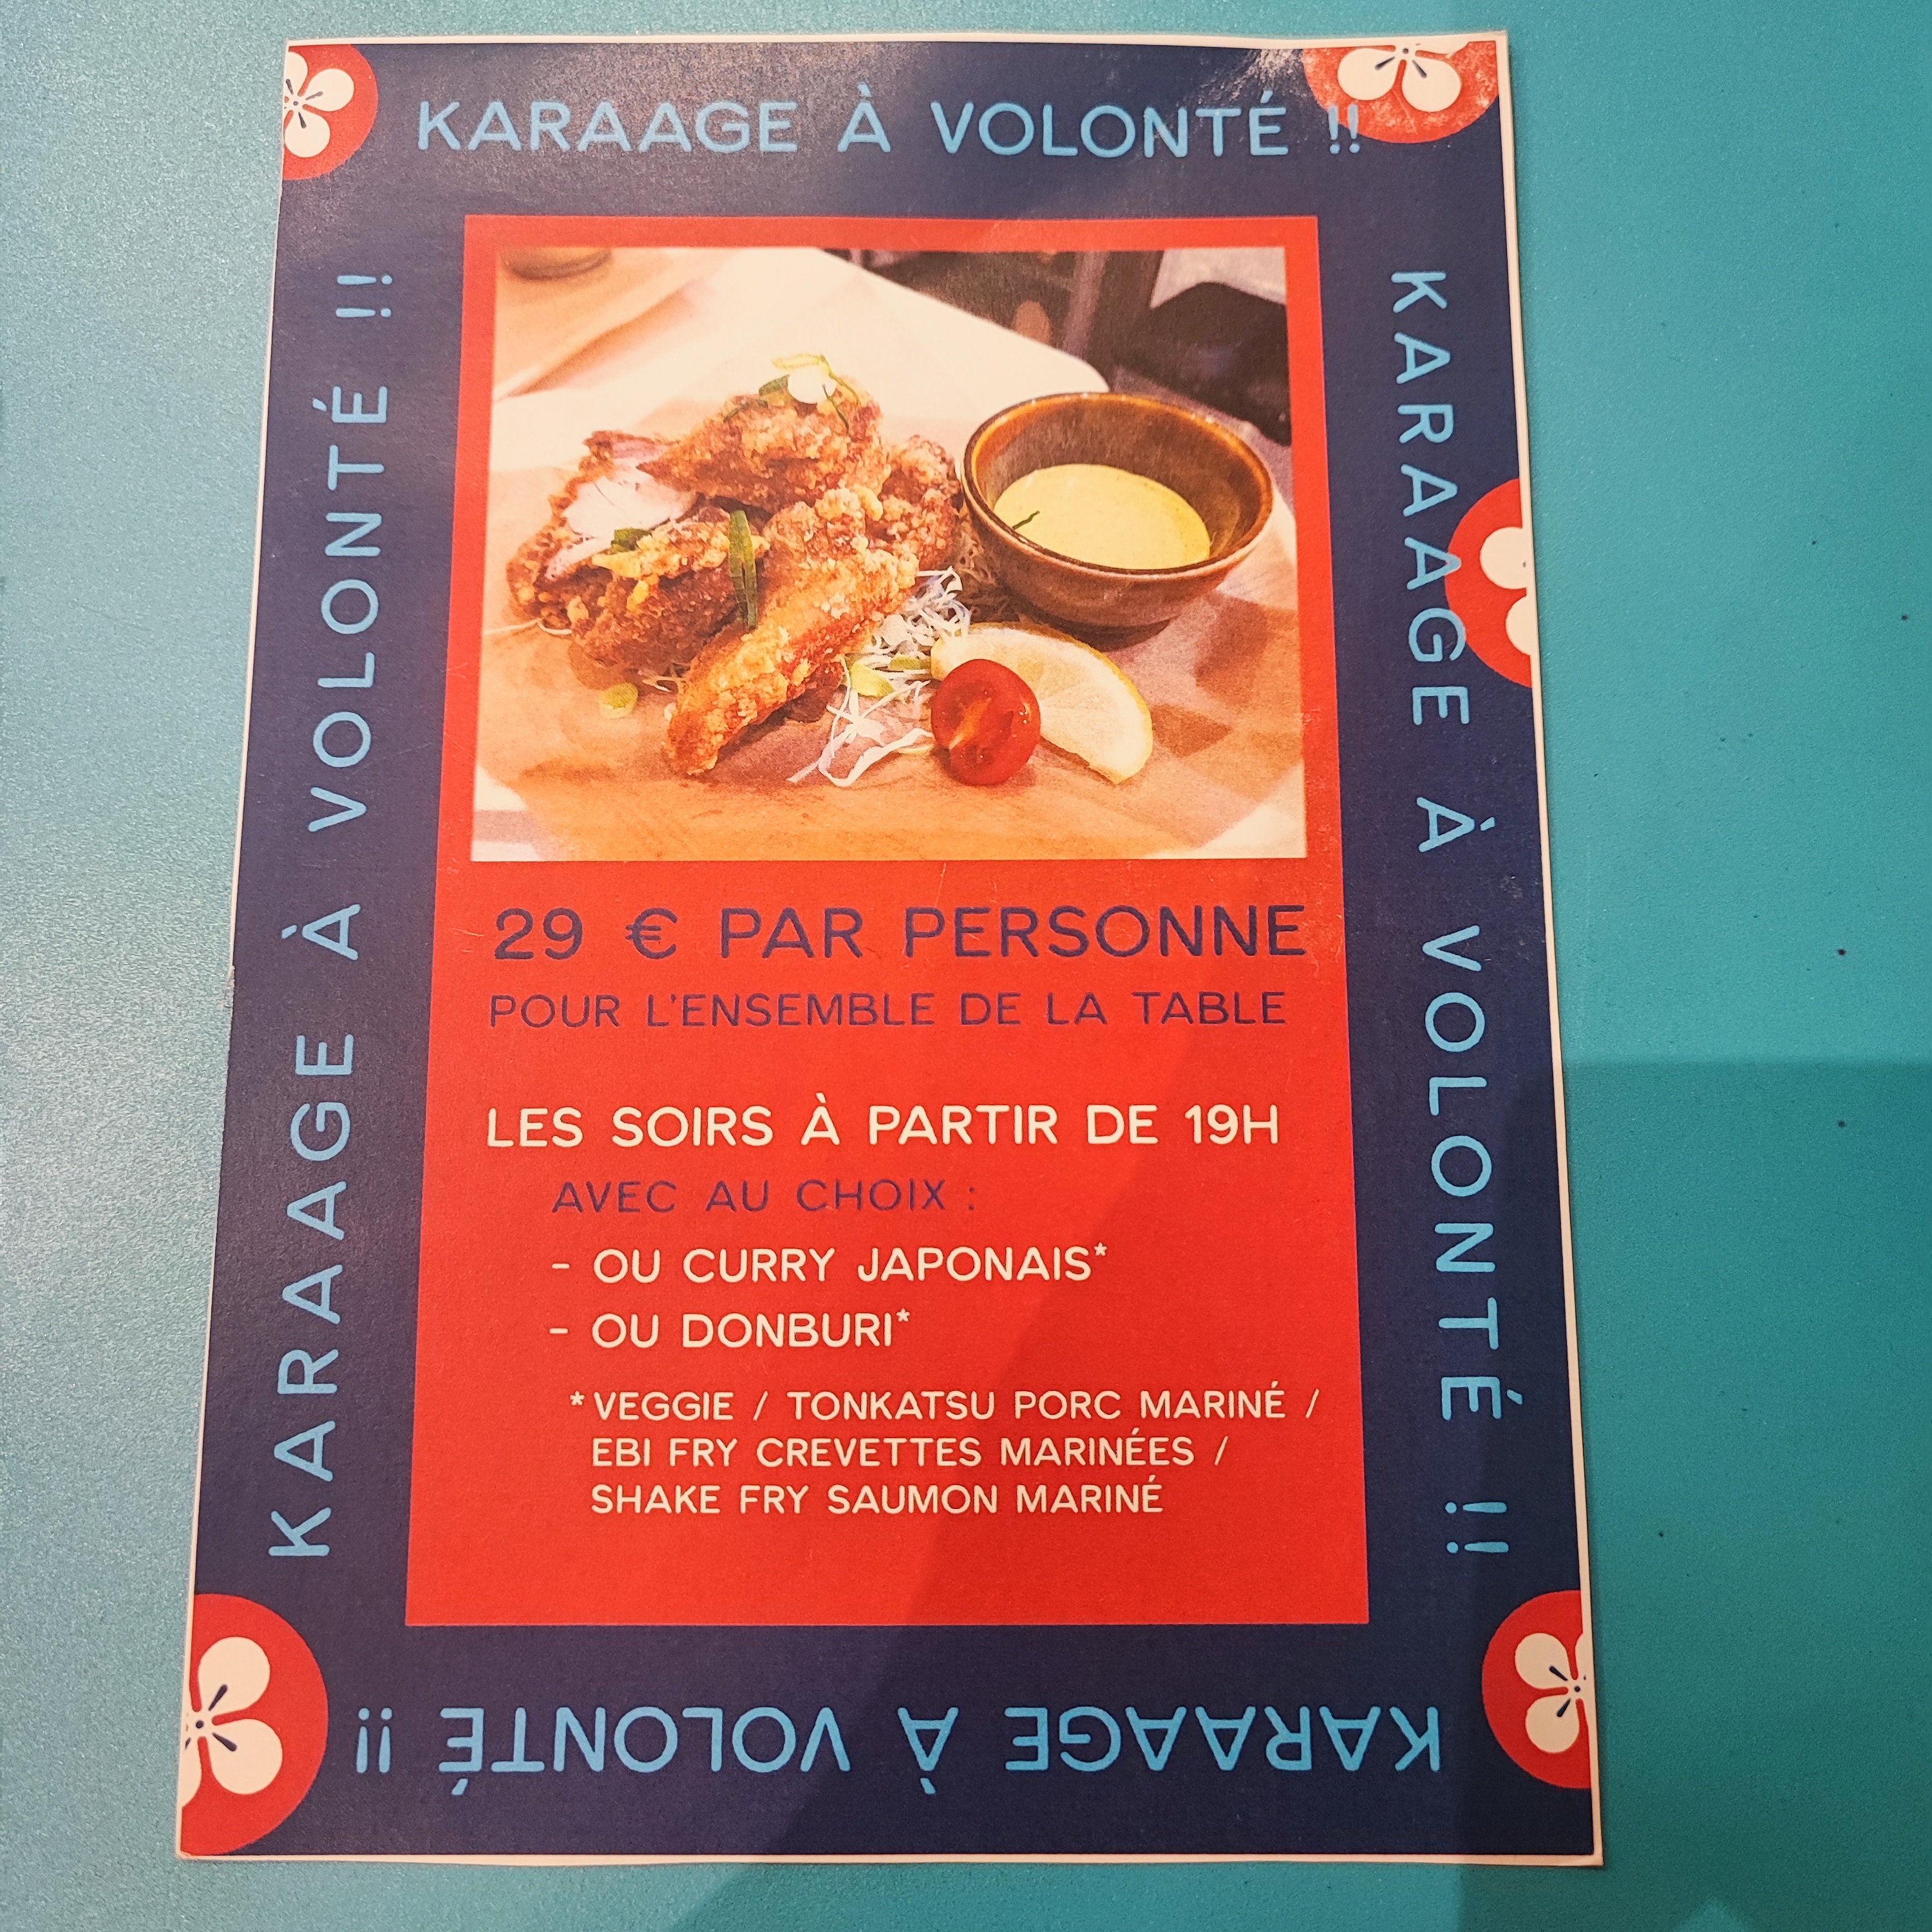 KARAAGE À VOLONTÉ !!
KARAAGE À VOLONTÉ !!
KARAAGE À VOLONTÉ !!
29 € PAR PERSONNE
POUR L'ENSEMBLE DE LA TABLE
LES SOIRS À PARTIR DE 19H
AVEC AU CHOIX :
- OU CURRY JAPONAIS*
- OU DONBURI*
* VEGGIE / TONKATSU PORC MARINÉ /
EBI FRY CREVETTES MARINÉES /
SHAKE FRY SAUMON MARINÉ
KARAAGE À VOLONTÉ !!